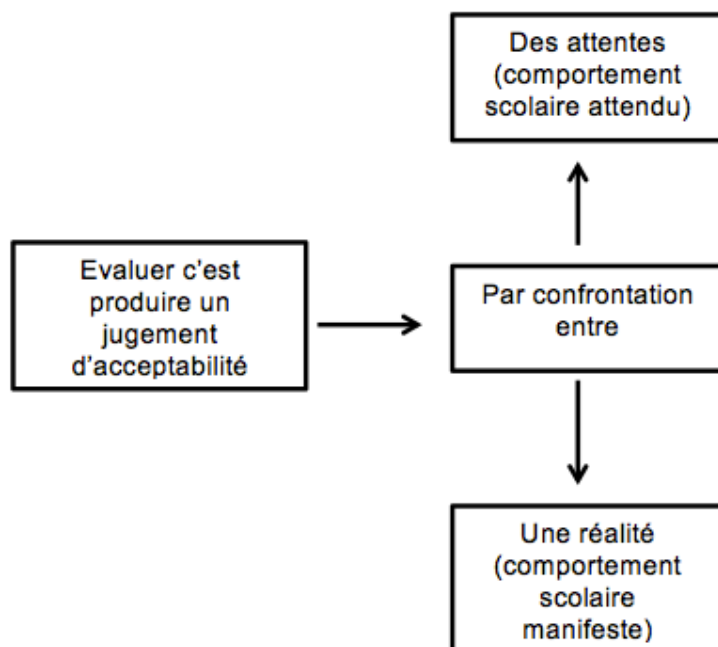 Des attentes
(comportement
scolaire attendu)
Evaluer c'est
produire un
jugement
d'acceptabilité
Par confrontation
entre
Une réalité
(comportement
scolaire
manifeste)